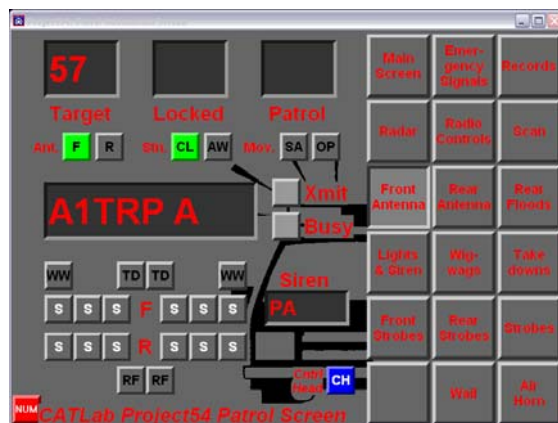 57
Target Locked Patrol
Ant. F R Stn. CL AW Mov. SA OP
A1TRP A
Xmit
Busy
WW TD TD WW
Siren
PA
S S S F S S S
S S S R S S S
RF RF
Cntrl
Head CH
NUM CATLab Project54 Patrol Screen
Main
Screen
Emer-
gency
Signals
Records
Radar
Radio
Controls
Scan
Front
Antenna
Rear
Antenna
Rear
Floods
Lights
& Siren
Wig-
wags
Take
downs
Front
Strobes
Rear
Strobes
Strobes
Wail
Air
Horn